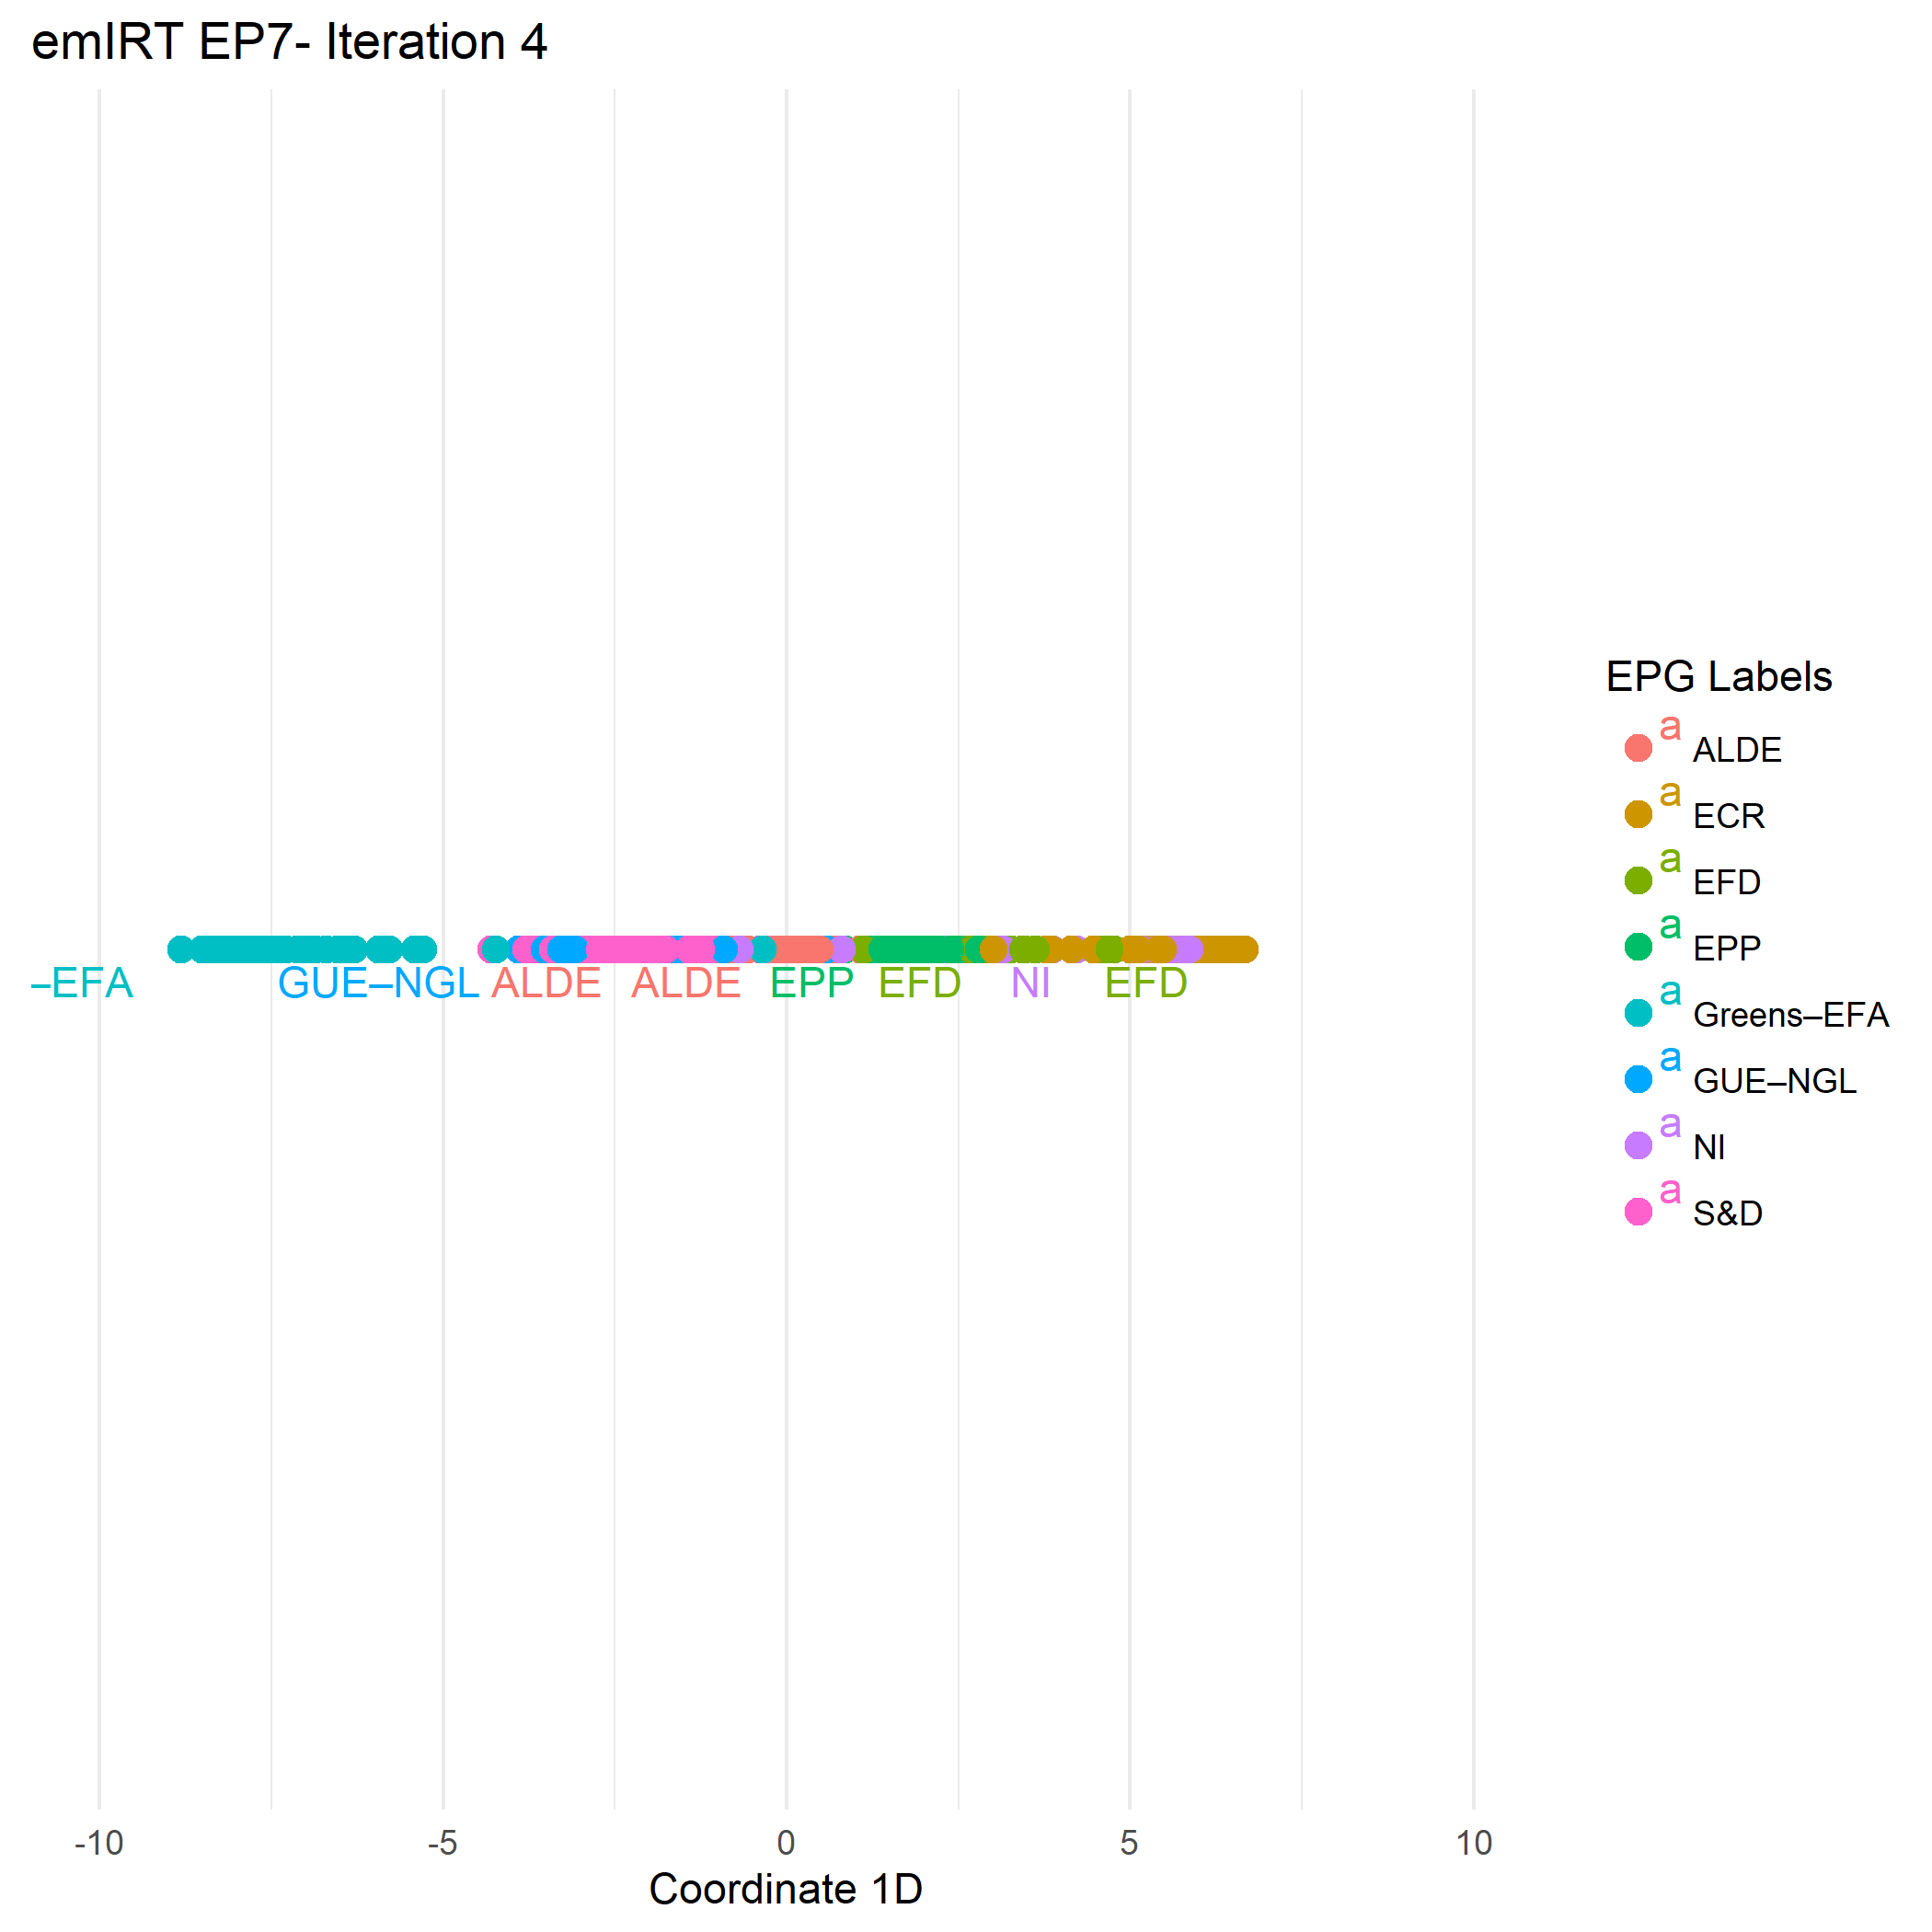 emIRT EP7- Iteration 4
–EFA GUE–NGL ALDE ALDE EPP EFD NI EFD
-10 -5 0 5 10
Coordinate 1D
EPG Labels
a ALDE
a ECR
a EFD
a EPP
a Greens–EFA
a GUE–NGL
a NI
a S&D